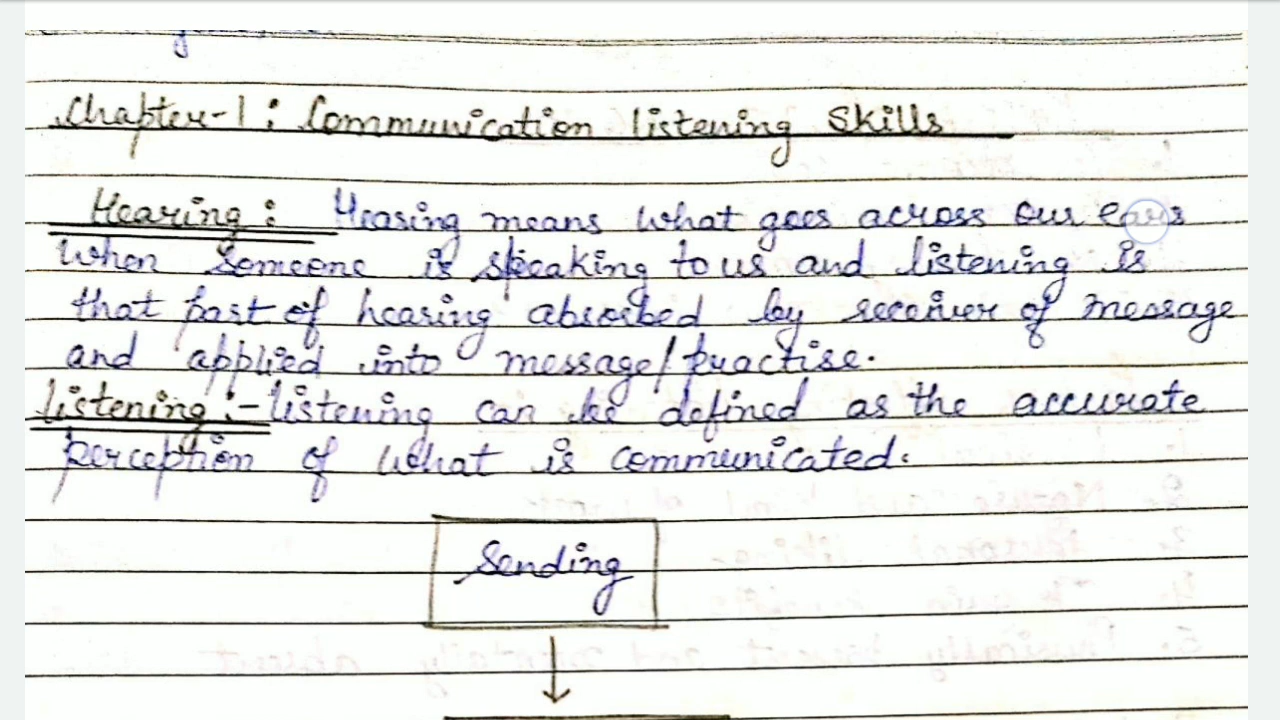 Chapter-1 : Communication listening Skills
Hearing : Hearing means what goes across our ears
when someone is speaking to us and listening is
that part of hearing absorbed by receiver of message
and applied into message/practise.
listening :- listening can be defined as the accurate
perception of what is communicated.
Sending